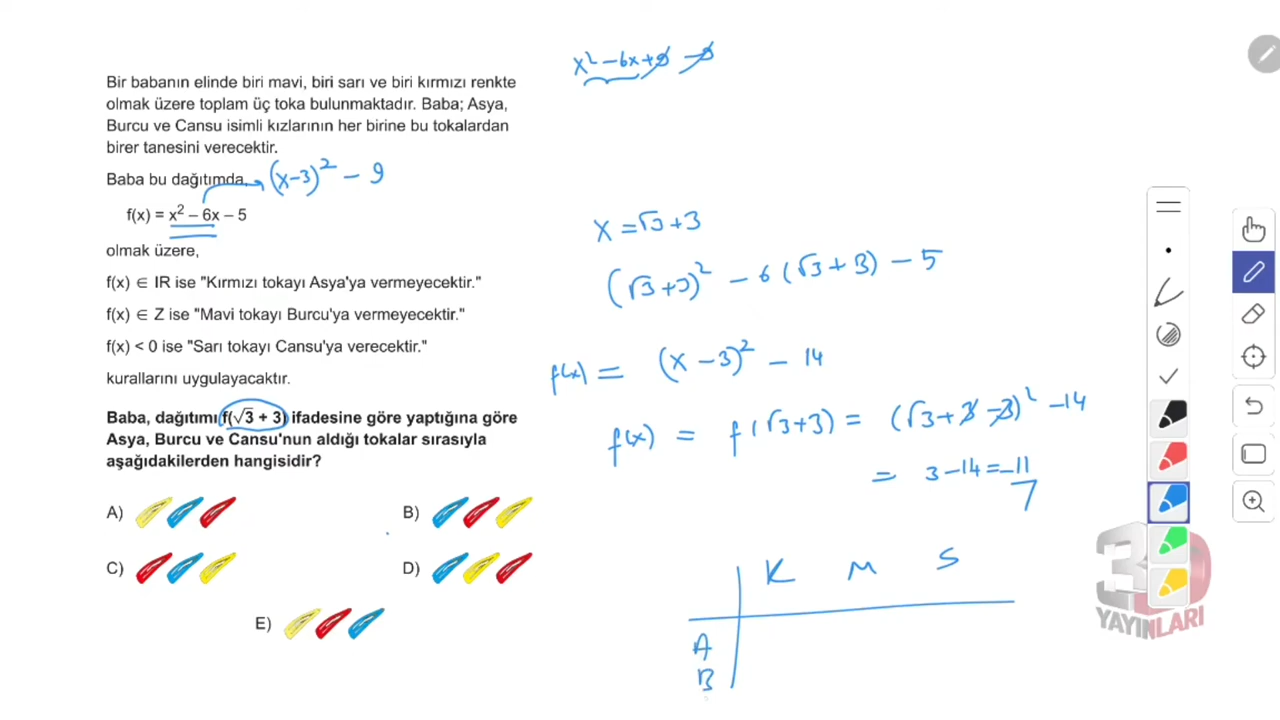 x² – 6x + 9 – 9
Bir babanın elinde biri mavi, biri sarı ve biri kırmızı renkte
olmak üzere toplam üç toka bulunmaktadır. Baba; Asya,
Burcu ve Cansu isimli kızlarının her birine bu tokalardan
birer tanesini verecektir.
Baba bu dağıtımda,
(x–3)² – 9
f(x) = x² – 6x – 5
olmak üzere,
f(x) ∈ IR ise "Kırmızı tokayı Asya'ya vermeyecektir."
f(x) ∈ Z ise "Mavi tokayı Burcu'ya vermeyecektir."
f(x) < 0 ise "Sarı tokayı Cansu'ya verecektir."
kurallarını uygulayacaktır.
Baba, dağıtımı f(√3 + 3) ifadesine göre yaptığına göre
Asya, Burcu ve Cansu'nun aldığı tokalar sırasıyla
aşağıdakilerden hangisidir?
A)
B)
C)
D)
E)
x = √3 + 3
(√3 + 3)² – 6(√3 + 3) – 5
f(x) = (x – 3)² – 14
f(x) = f(√3+3) = (√3 + 3 – 3)² – 14
= 3 – 14 = –11
K M S
A
B
3D
YAYINLARI